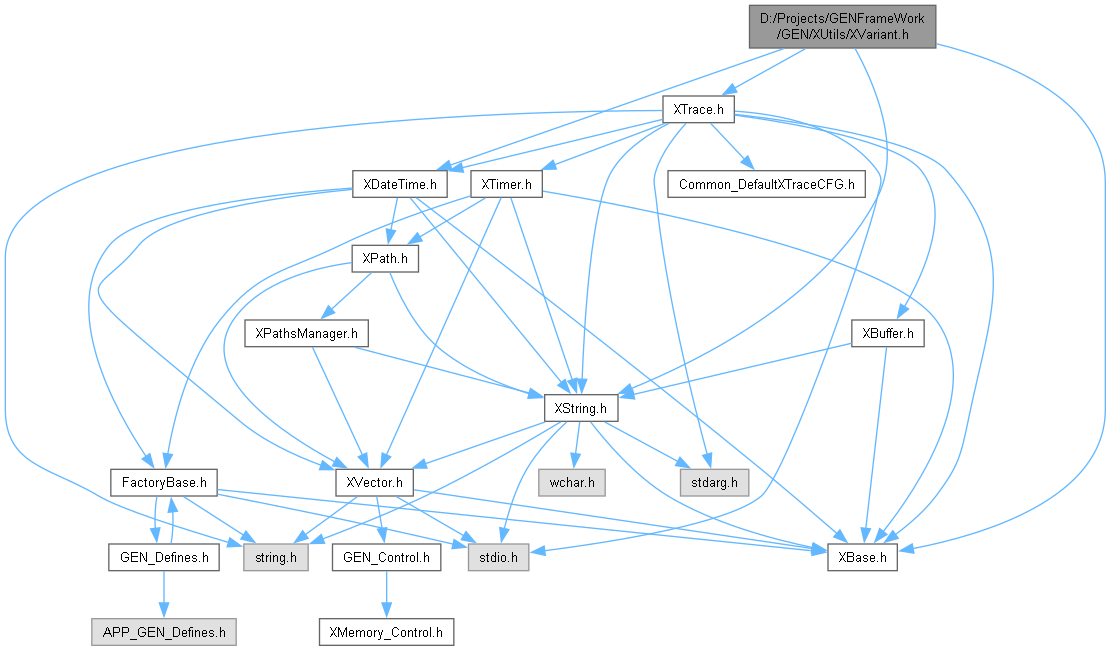 D:/Projects/GENFrameWork
/GEN/XUtils/XVariant.h
XTrace.h
XDateTime.h
XTimer.h
Common_DefaultXTraceCFG.h
XPath.h
XPathsManager.h
XBuffer.h
XString.h
FactoryBase.h
XVector.h
wchar.h
stdarg.h
GEN_Defines.h
string.h
GEN_Control.h
stdio.h
XBase.h
APP_GEN_Defines.h
XMemory_Control.h